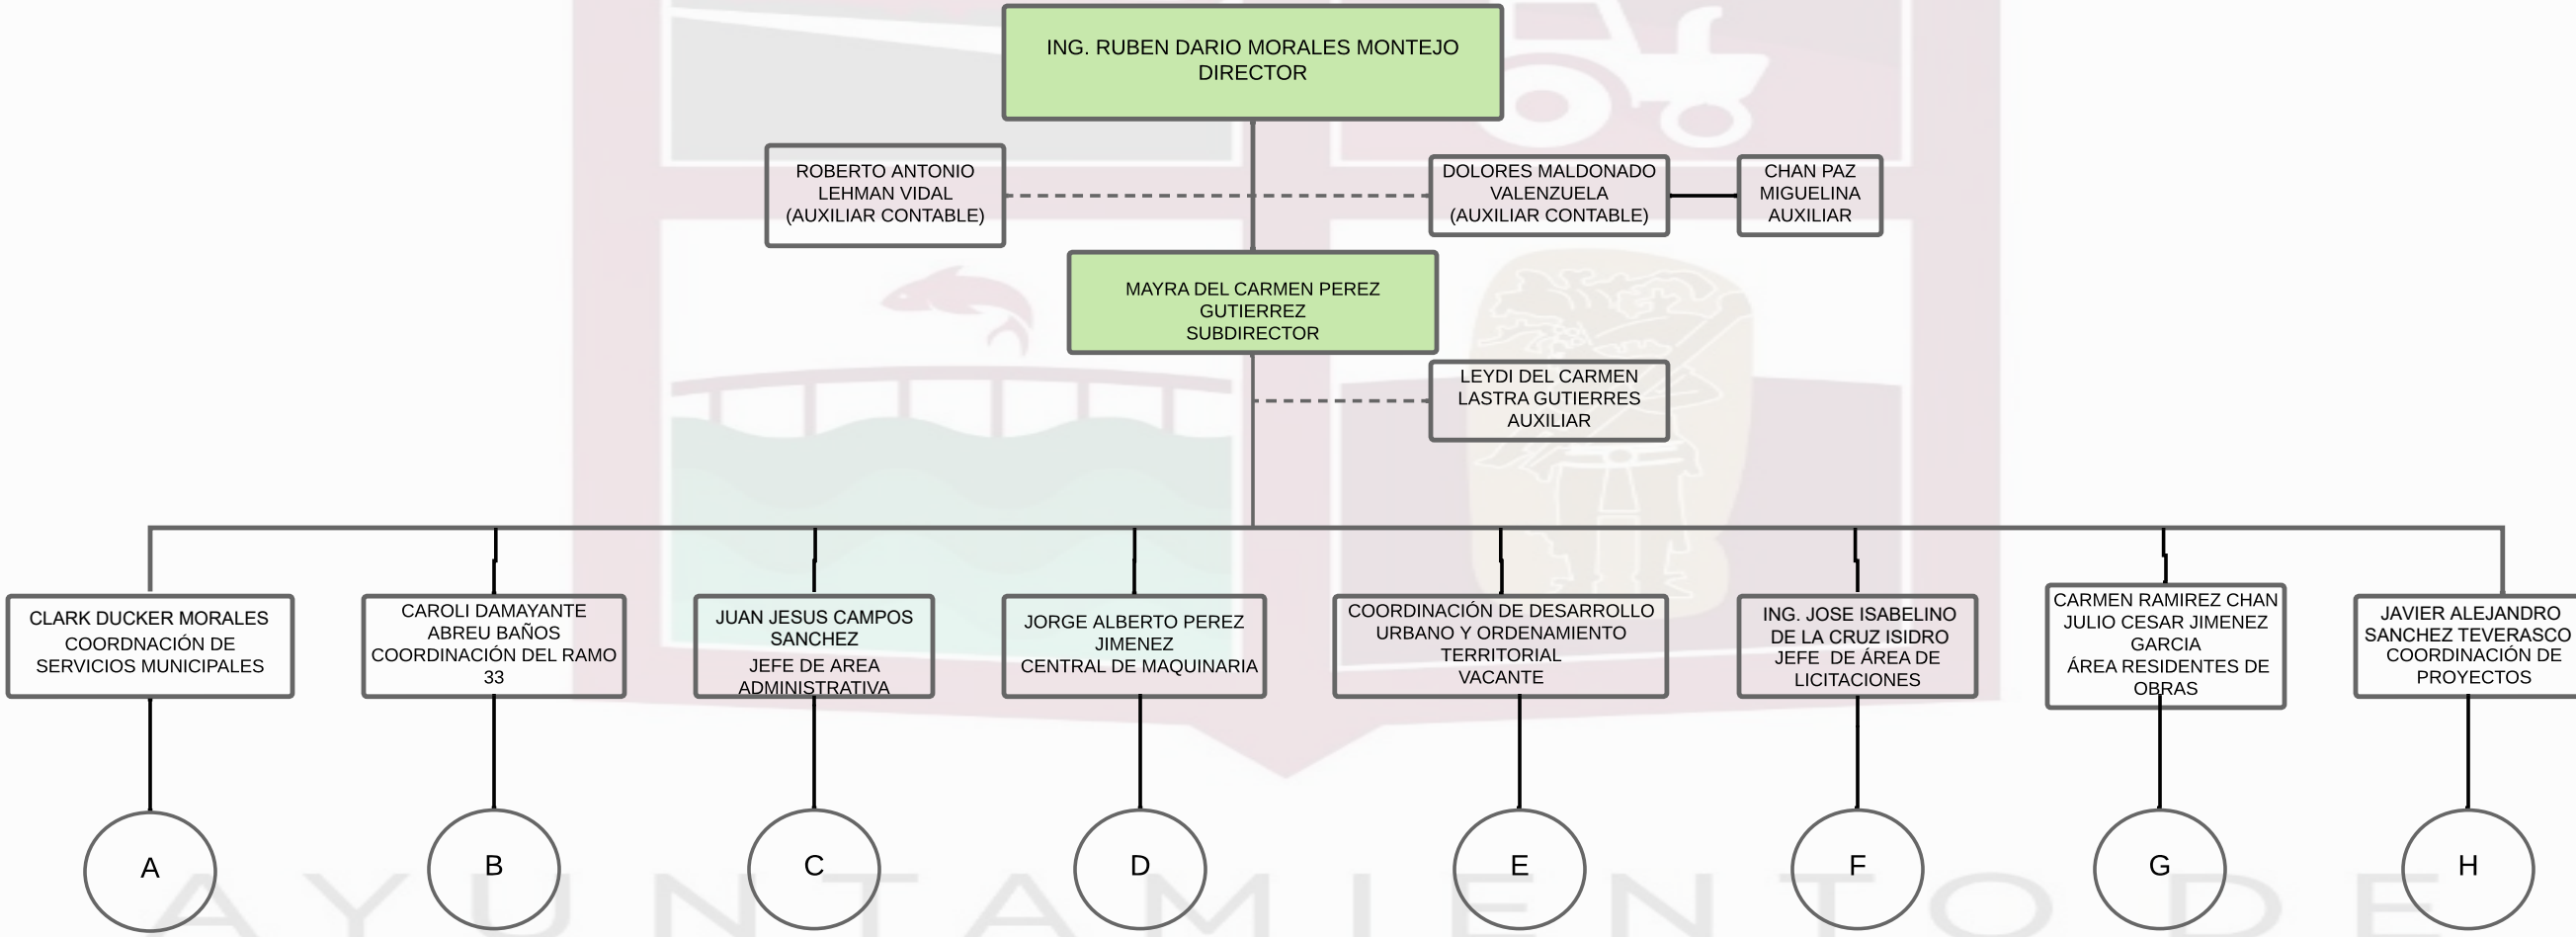 ING. RUBEN DARIO MORALES MONTEJO
DIRECTOR
ROBERTO ANTONIO
LEHMAN VIDAL
(AUXILIAR CONTABLE)
DOLORES MALDONADO
VALENZUELA
(AUXILIAR CONTABLE)
CHAN PAZ
MIGUELINA
AUXILIAR
MAYRA DEL CARMEN PEREZ
GUTIERREZ
SUBDIRECTOR
LEYDI DEL CARMEN
LASTRA GUTIERRES
AUXILIAR
CLARK DUCKER MORALES
COORDNACIÓN DE
SERVICIOS MUNICIPALES
CAROLI DAMAYANTE
ABREU BAÑOS
COORDINACIÓN DEL RAMO
33
JUAN JESUS CAMPOS
SANCHEZ
JEFE DE AREA
ADMINISTRATIVA
JORGE ALBERTO PEREZ
JIMENEZ
CENTRAL DE MAQUINARIA
COORDINACIÓN DE DESARROLLO
URBANO Y ORDENAMIENTO
TERRITORIAL
VACANTE
ING. JOSE ISABELINO
DE LA CRUZ ISIDRO
JEFE  DE ÁREA DE
LICITACIONES
CARMEN RAMIREZ CHAN
JULIO CESAR JIMENEZ
GARCIA
ÁREA RESIDENTES DE
OBRAS
JAVIER ALEJANDRO
SANCHEZ TEVERASCO
COORDINACIÓN DE
PROYECTOS
A
B
C
D
E
F
G
H
AYUNTAMIENTO DE